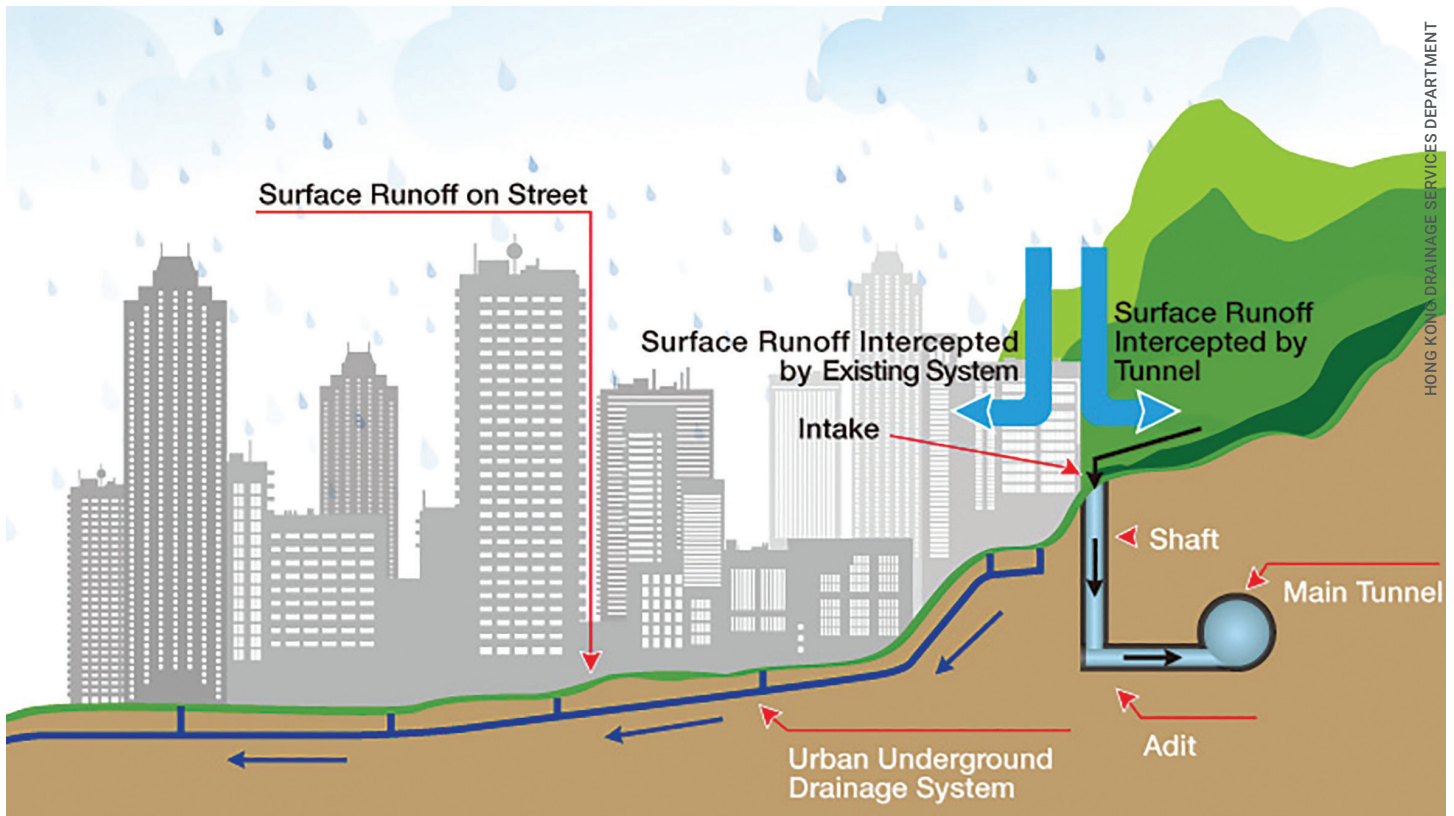 HONG KONG DRAINAGE SERVICES DEPARTMENT
Surface Runoff on Street
Surface Runoff Intercepted
by Existing System
Surface Runoff
Intercepted by
Tunnel
Intake
Shaft
Main Tunnel
Adit
Urban Underground
Drainage System